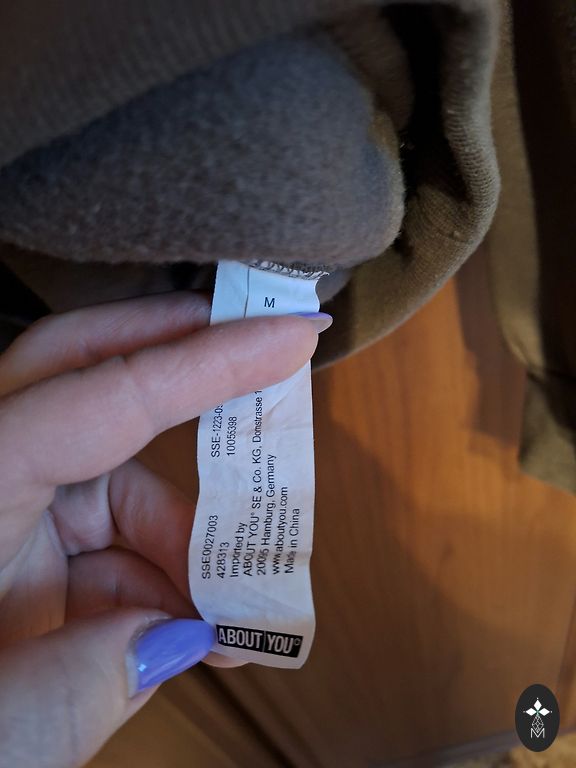 M
SSE-1223-0
10055398
SSE0027003
428313
Imported by
ABOUT YOU° SE & Co. KG, Domstrasse 1
20095 Hamburg, Germany
www.aboutyou.com
Made in China
ABOUT YOU°
M